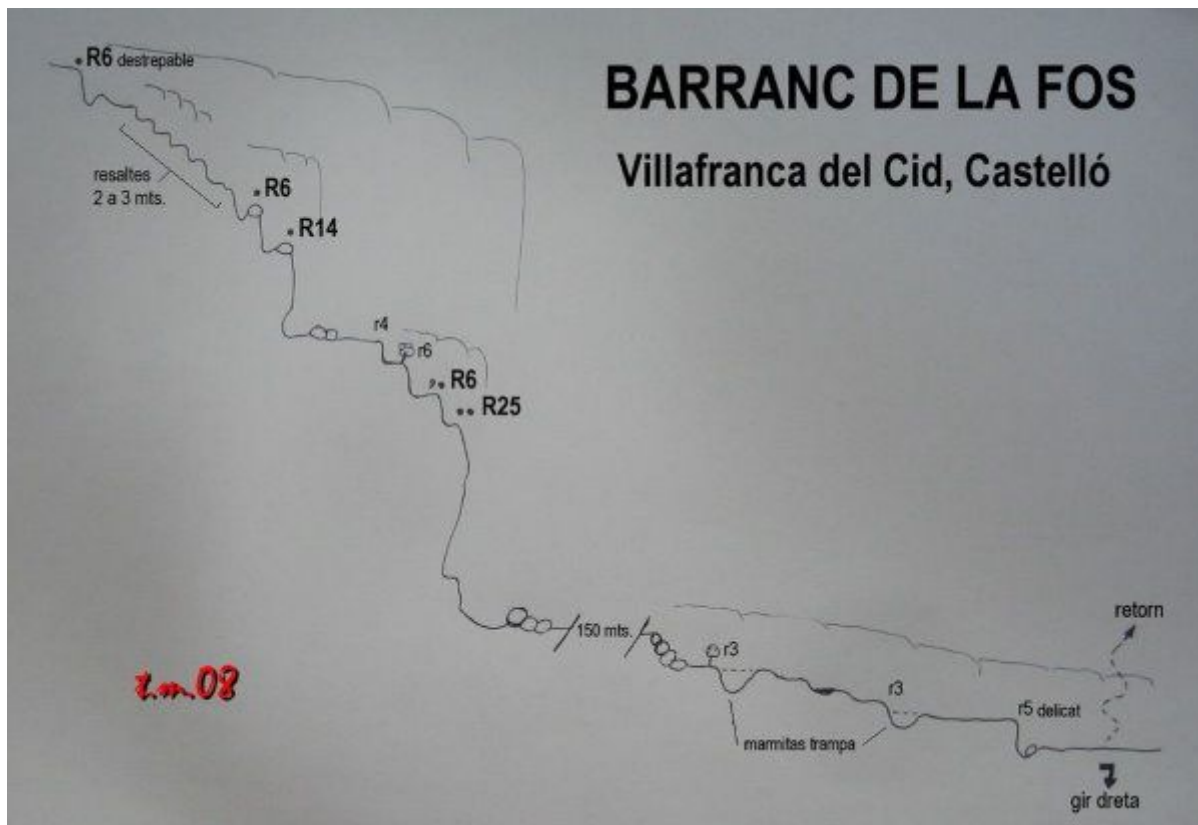 BARRANC DE LA FOS
Villafranca del Cid, Castelló
R6 destrepable
resaltes
2 a 3 mts.
R6
R14
r4
r6
R6
R25
150 mts.
r3
r3
marmitas trampa
r5 delicat
retorn
gir dreta
t.m.08